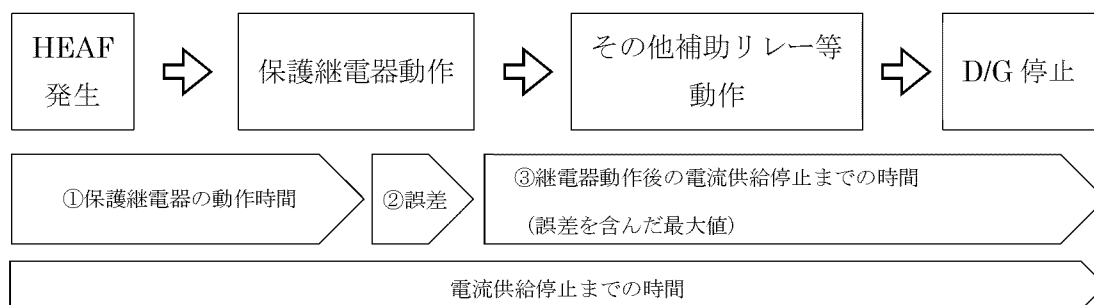 HEAF
発生
保護継電器動作
その他補助リレー等
動作
D/G 停止
①保護継電器の動作時間
②誤差
③継電器動作後の電流供給停止までの時間
（誤差を含んだ最大値）
電流供給停止までの時間